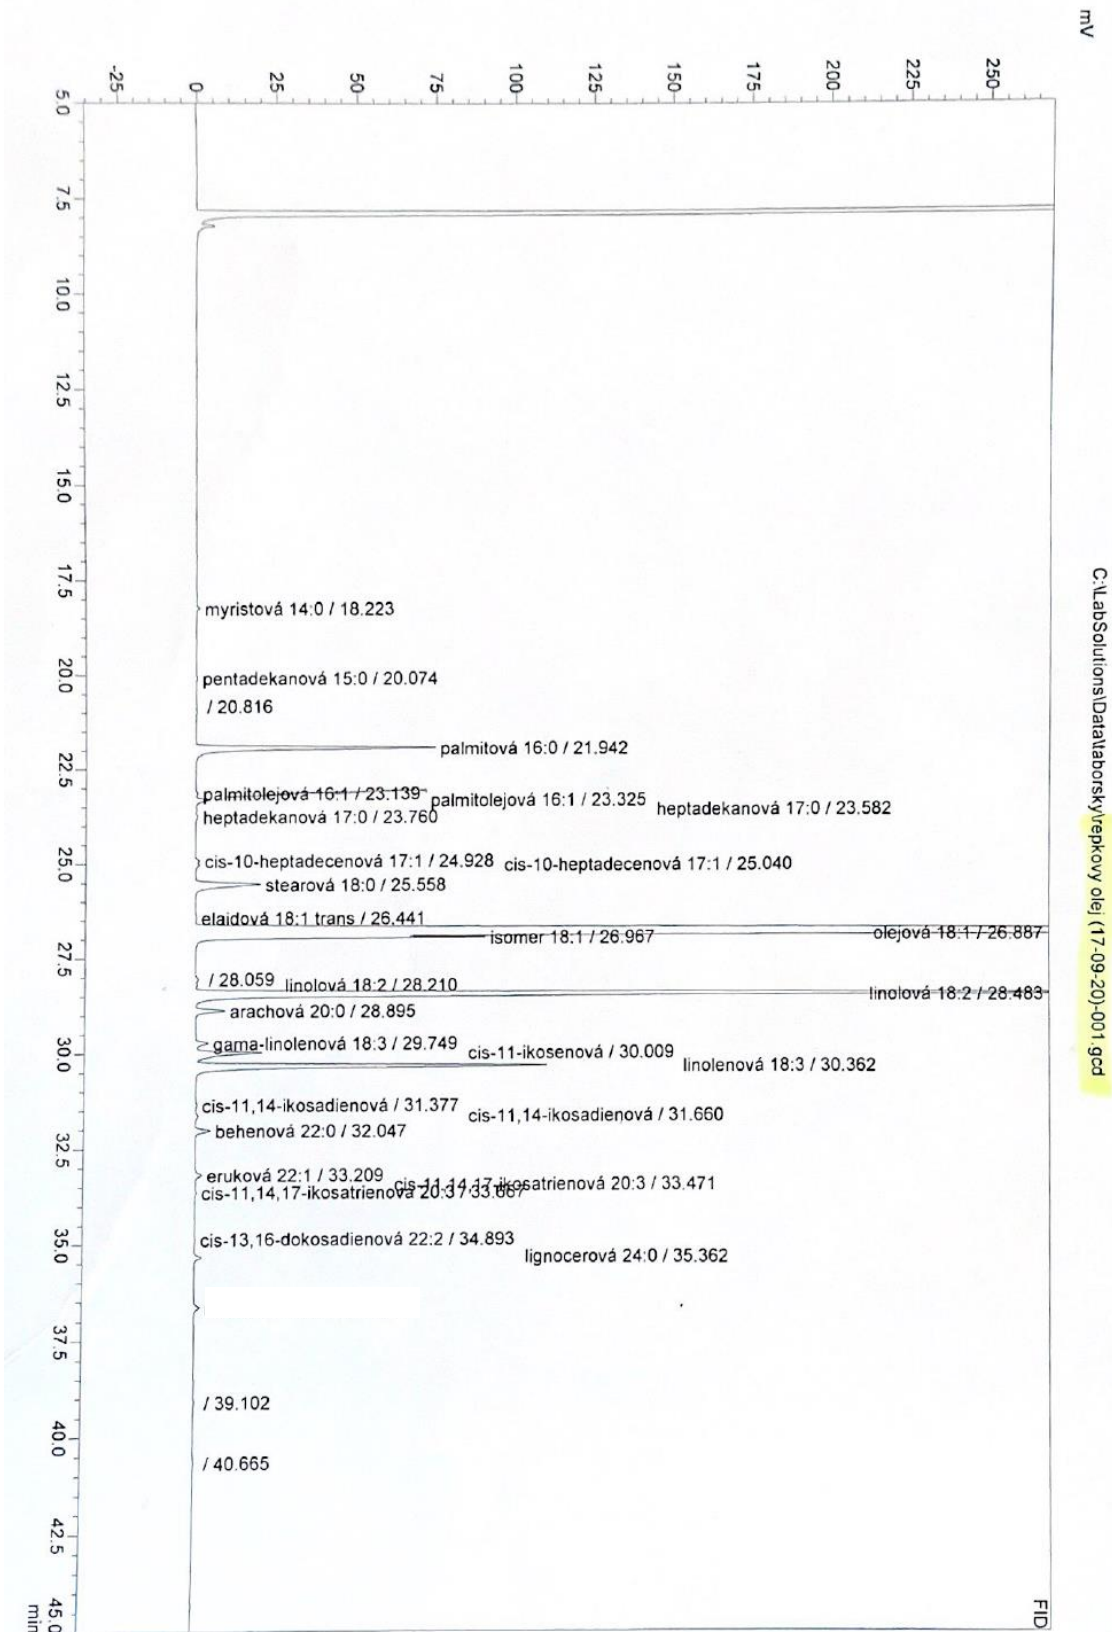 mV
C:\LabSolutions\Data\taborsky\repkovy olej (17-09-20)-001.gcd
250
225
200
175
150
125
100
75
50
25
0
-25
FID
myristová 14:0 / 18.223
pentadekanová 15:0 / 20.074
/ 20.816
palmitová 16:0 / 21.942
palmitolejová 16:1 / 23.139
palmitolejová 16:1 / 23.325
heptadekanová 17:0 / 23.582
heptadekanová 17:0 / 23.760
cis-10-heptadecenová 17:1 / 24.928
cis-10-heptadecenová 17:1 / 25.040
stearová 18:0 / 25.558
elaidová 18:1 trans / 26.441
olejová 18:1 / 26.887
isomer 18:1 / 26.967
/ 28.059
linolová 18:2 / 28.210
linolová 18:2 / 28.483
arachová 20:0 / 28.895
gama-linolenová 18:3 / 29.749
cis-11-ikosenová / 30.009
linolenová 18:3 / 30.362
cis-11,14-ikosadienová / 31.377
cis-11,14-ikosadienová / 31.660
behenová 22:0 / 32.047
eruková 22:1 / 33.209
cis-11,14,17-ikosatrienová 20:3 / 33.471
cis-11,14,17-ikosatrienová 20:3 / 33.667
cis-13,16-dokosadienová 22:2 / 34.893
lignocerová 24:0 / 35.362
/ 39.102
/ 40.665
5.0
7.5
10.0
12.5
15.0
17.5
20.0
22.5
25.0
27.5
30.0
32.5
35.0
37.5
40.0
42.5
45.0
min